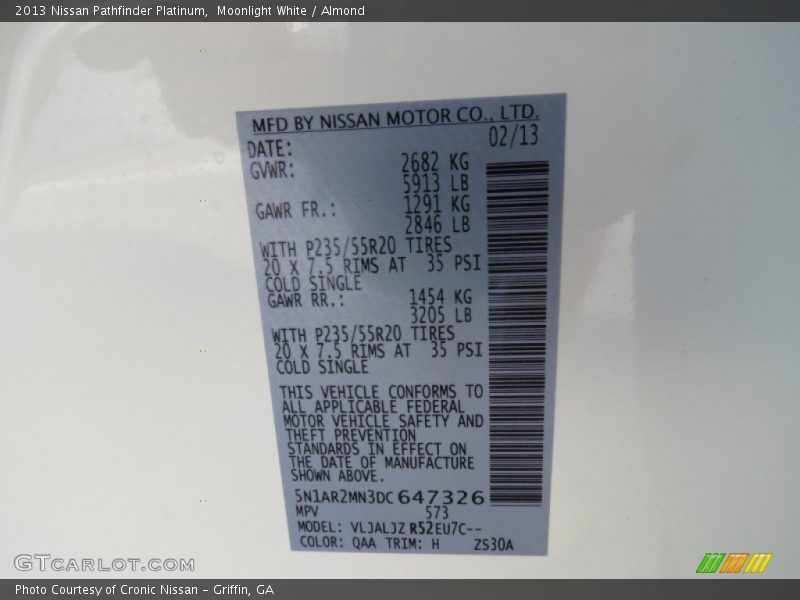 2013 Nissan Pathfinder Platinum,  Moonlight White / Almond
MFD BY NISSAN MOTOR CO., LTD.
DATE: 02/13
GVWR: 2682 KG
5913 LB
GAWR FR.: 1291 KG
2846 LB
WITH P235/55R20 TIRES
20 X 7.5 RIMS AT 35 PSI
COLD SINGLE
GAWR RR.: 1454 KG
3205 LB
WITH P235/55R20 TIRES
20 X 7.5 RIMS AT 35 PSI
COLD SINGLE
THIS VEHICLE CONFORMS TO
ALL APPLICABLE FEDERAL
MOTOR VEHICLE SAFETY AND
THEFT PREVENTION
STANDARDS IN EFFECT ON
THE DATE OF MANUFACTURE
SHOWN ABOVE.
5N1AR2MN3DC647326
MPV 573
MODEL: VLJALJZ R52EU7C--
COLOR: QAA TRIM: H ZS30A
GTCARLOT.COM
Photo Courtesy of Cronic Nissan – Griffin, GA